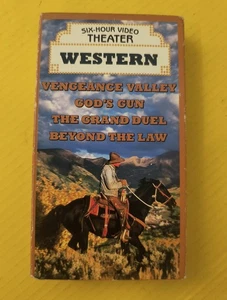 SIX-HOUR VIDEO
THEATER
WESTERN
VENGEANCE VALLEY
GOD'S GUN
THE GRAND DUEL
BEYOND THE LAW